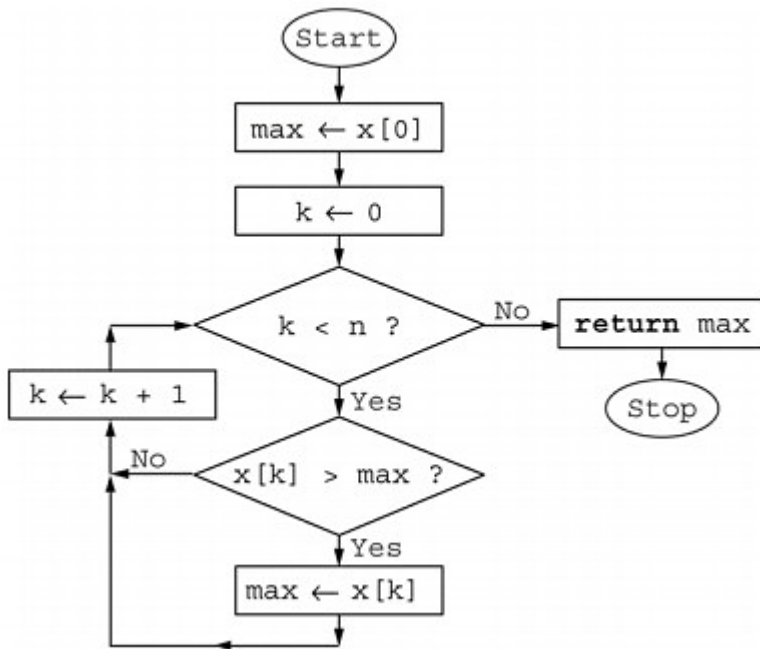 Start
max ← x[0]
k ← 0
k < n ?
No
return max
k ← k + 1
Yes
Stop
No
x[k] > max ?
Yes
max ← x[k]